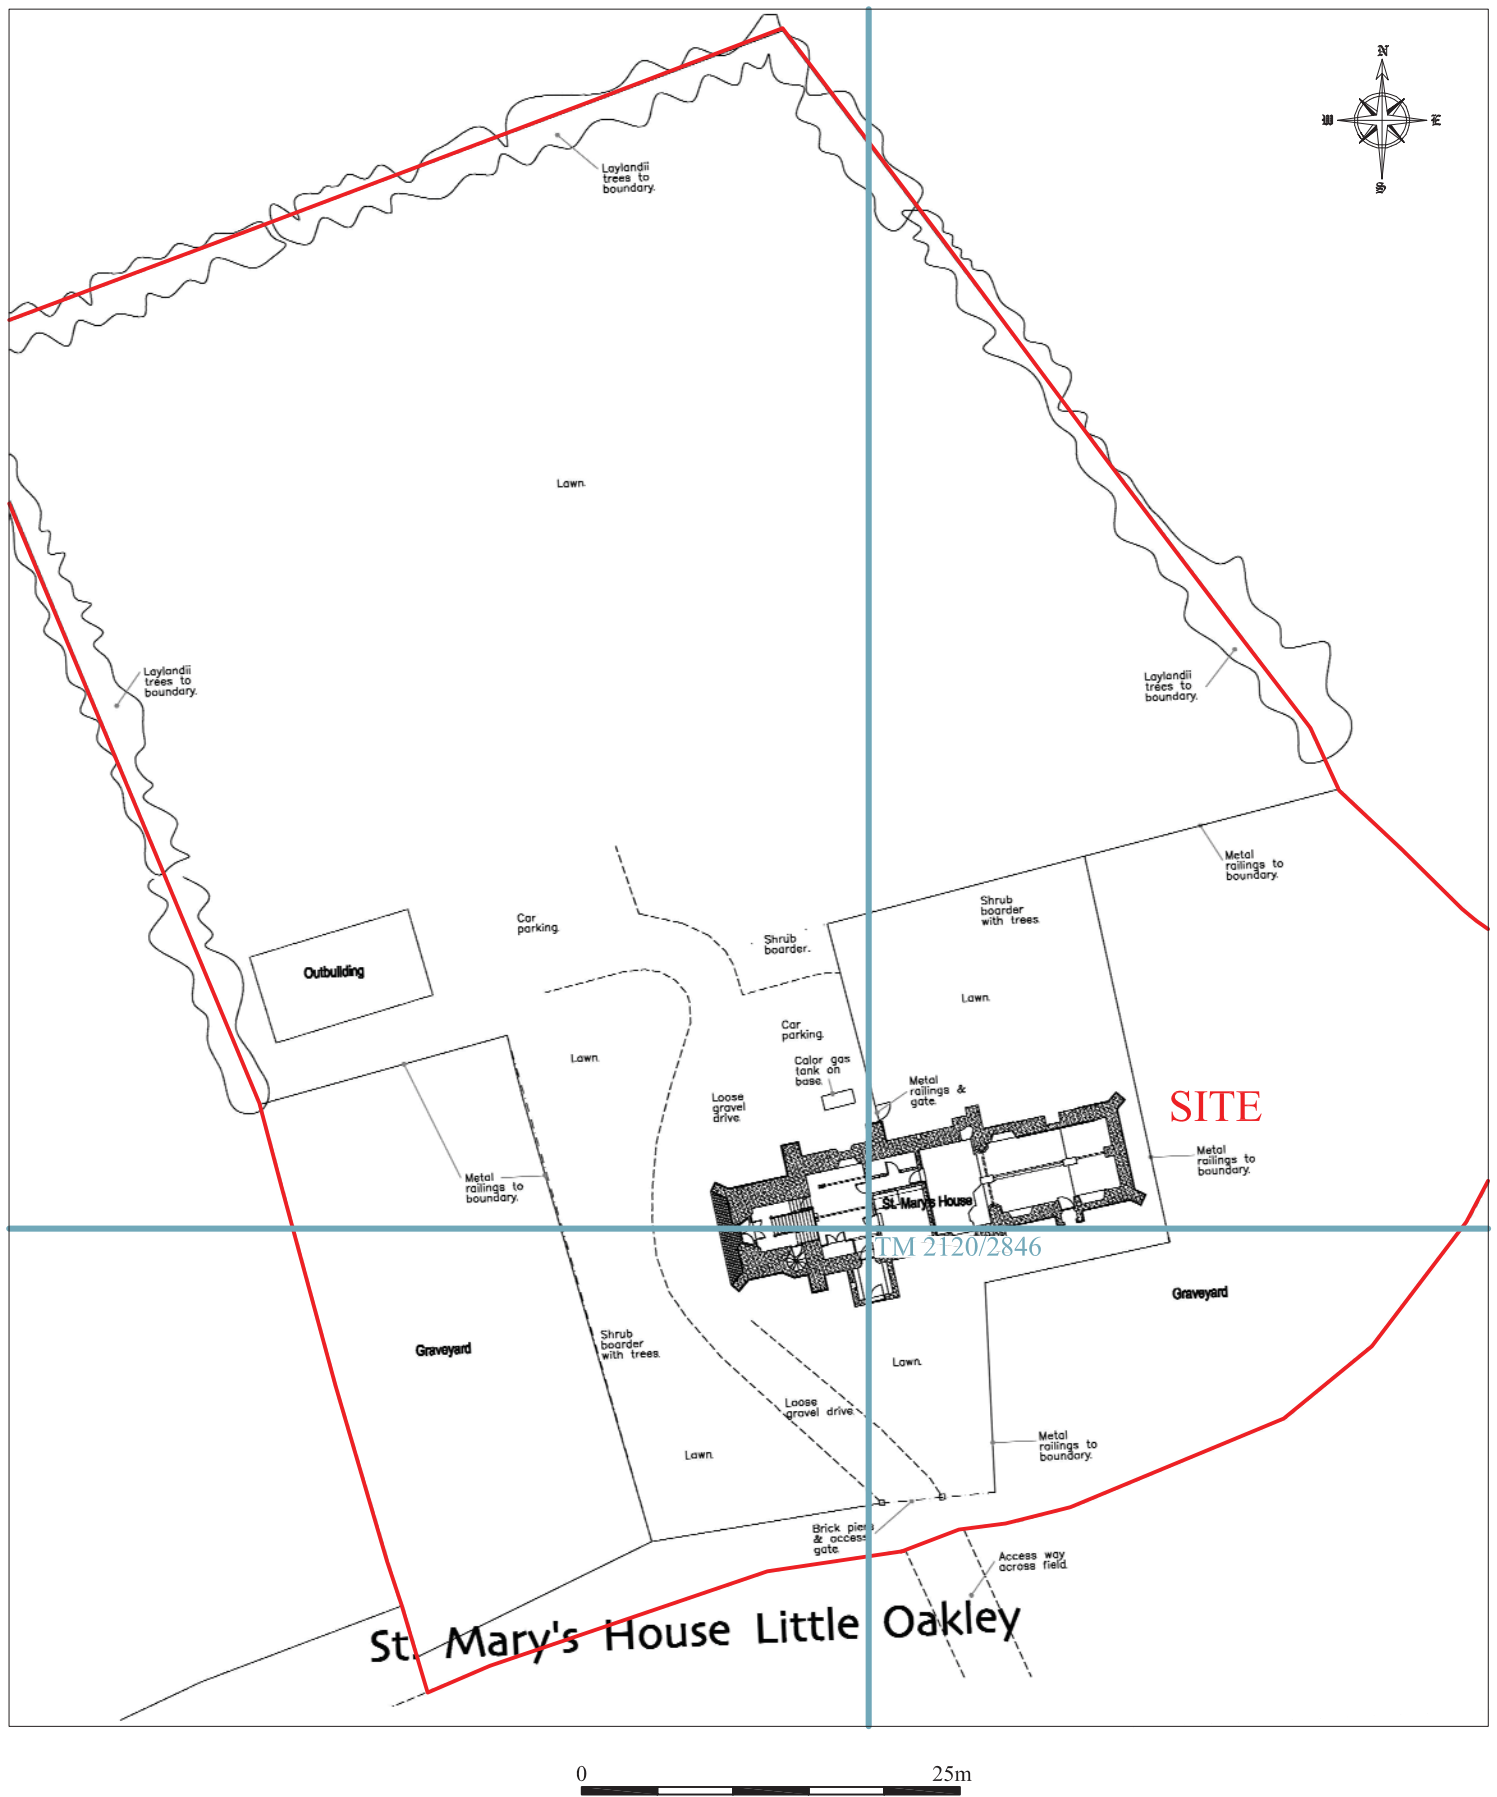 N
W
E
S
Laylandii
trees to
boundary.
Lawn.
Laylandii
trees to
boundary.
Laylandii
trees to
boundary.
Metal
railings to
boundary.
Shrub
boarder
with trees.
Car
parking.
Shrub
boarder.
Outbuilding
Lawn.
Car
parking.
Lawn.
Calor gas
tank on
base.
Metal
railings &
gate.
Loose
gravel
drive.
SITE
Metal
railings to
boundary.
Metal
railings to
boundary.
St. Mary's House
TM 2120/2846
Graveyard
Graveyard
Shrub
boarder
with trees.
Lawn.
Loose
gravel drive.
Lawn.
Metal
railings to
boundary.
Brick piers
& access
gate.
Access way
across field.
St. Mary's House Little Oakley
0 25m